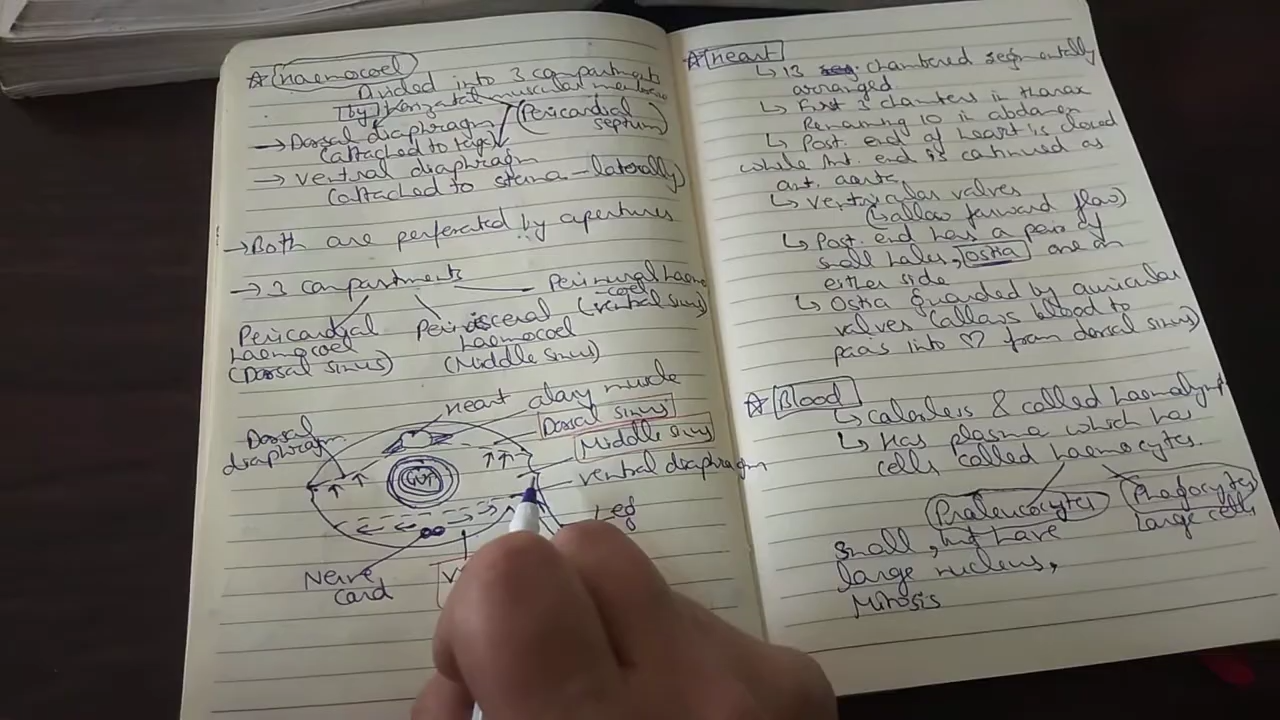 ☆ Haemocoel
Divided into 3 compartments
by horizontal muscular membrane
→ Dorsal diaphragm (Pericardial septum)
(attached to terga)
→ Ventral diaphragm
(attached to sterna - laterally)
→ Both are perforated by apertures
→ 3 compartments
Pericardial haemocoel (Dorsal sinus)
Perivisceral haemocoel (Middle sinus)
Perinural haemocoel (ventral sinus)
Heart
alary muscle
Dorsal sinus
Dorsal diaphragm
Middle sinus
Gut
ventral diaphragm
Leg
Nerve cord
V
☆ Heart
↳ 13 chambered segmentally
arranged.
↳ First 3 chambers in thorax
Remaining 10 in abdomen
↳ Post. end of heart is closed
while Ant. end is continued as
ant. aorta
↳ Ventricular valves
(allow forward flow)
↳ Post. end has a pair of
small holes, Ostia are on
either side
↳ Ostia guarded by auricular
valves (allows blood to
pass into ♡ from dorsal sinus)
☆ Blood
↳ Colorless & called haemolymph
↳ Has plasma which has
cells called haemocytes.
Proleucocytes
Phagocytes
Large cells
small, but have
large nucleus,
Mitosis